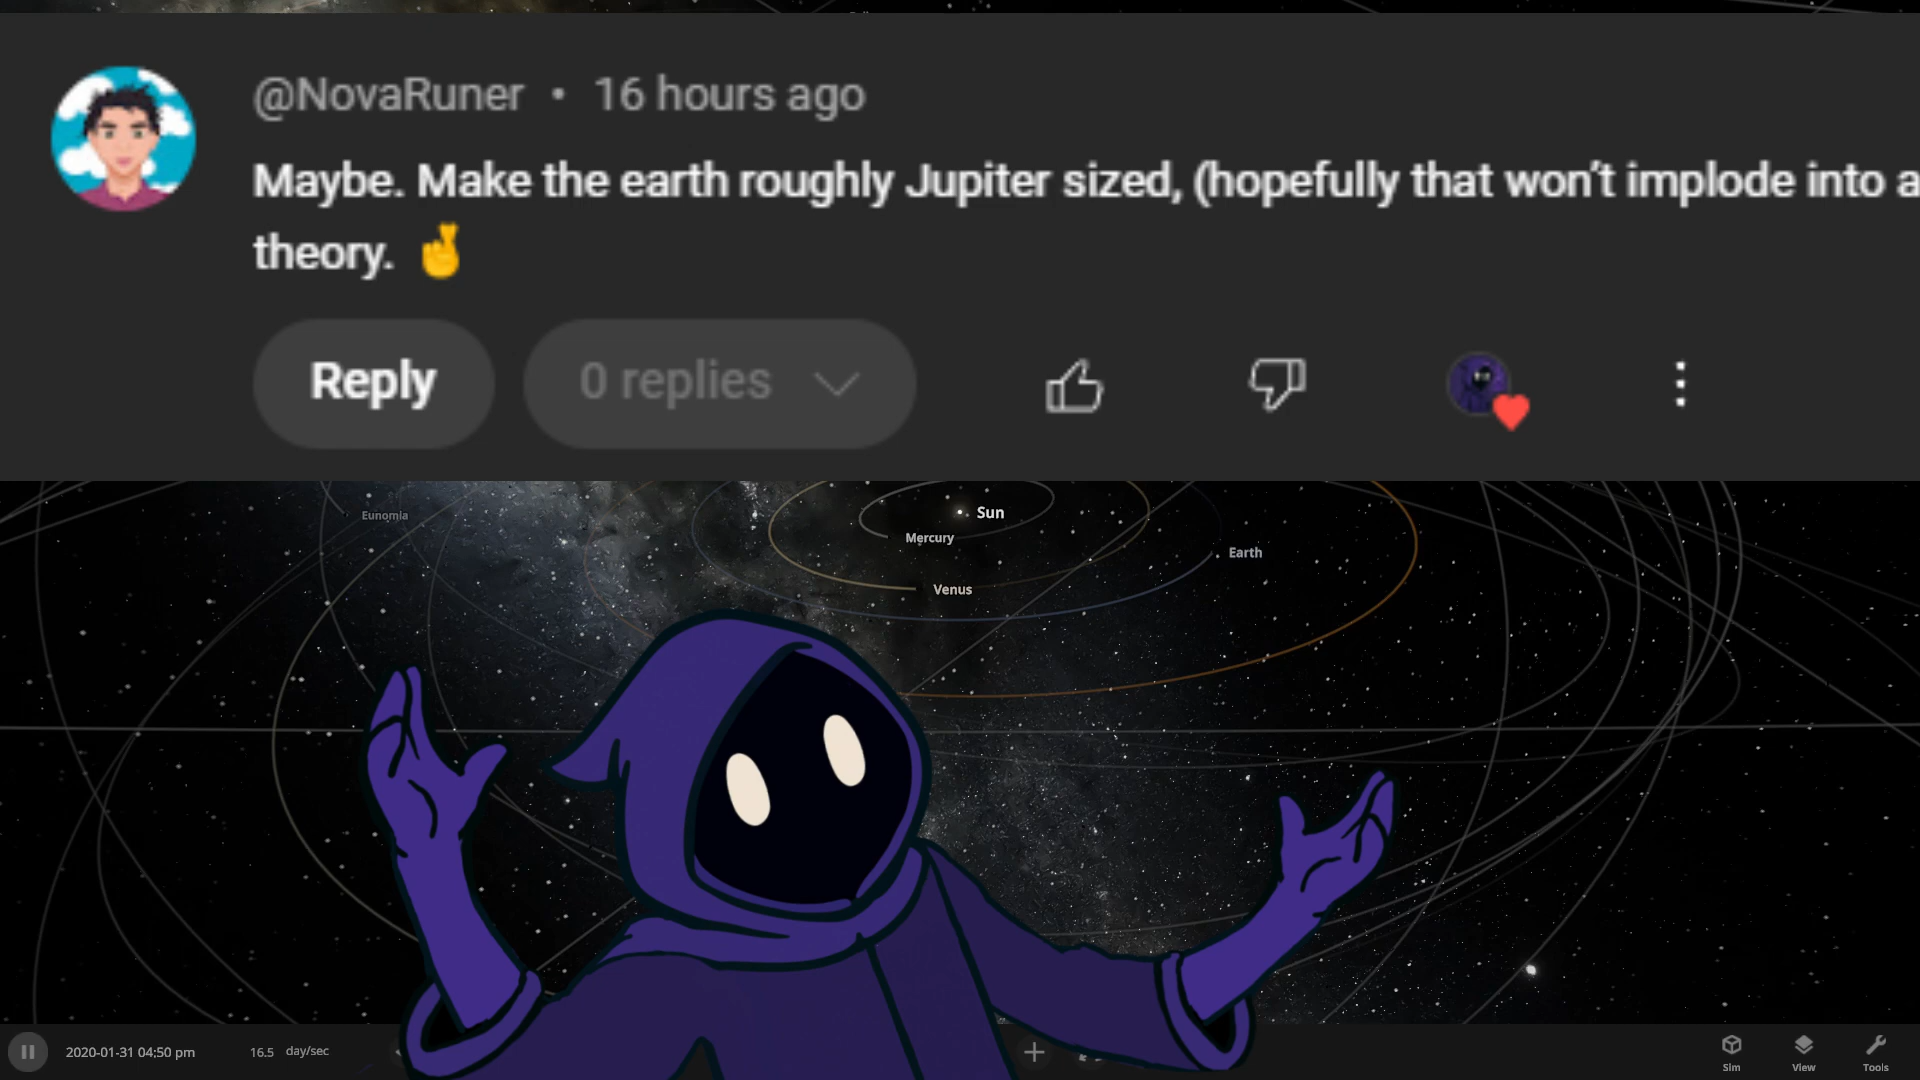 @NovaRuner • 16 hours ago
Maybe. Make the earth roughly Jupiter sized, (hopefully that won't implode into a
theory. 🤞
Reply
0 replies
Eunomia
Sun
Mercury
Earth
Venus
2020-01-31 04:50 pm
16.5 day/sec
Sim
View
Tools